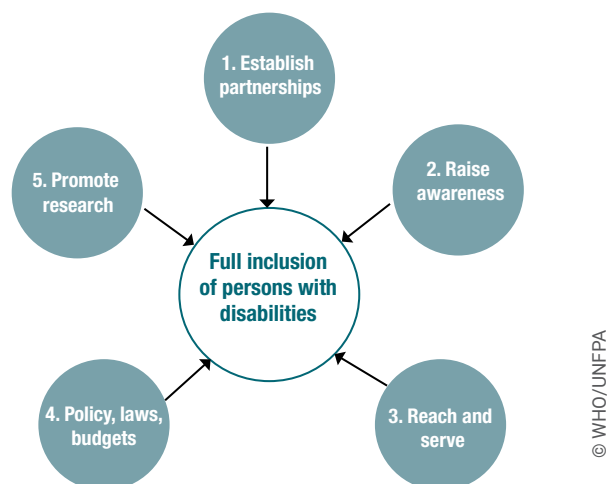 1. Establish
partnerships
2. Raise
awareness
3. Reach and
serve
4. Policy, laws,
budgets
5. Promote
research
Full inclusion
of persons with
disabilities
© WHO/UNFPA